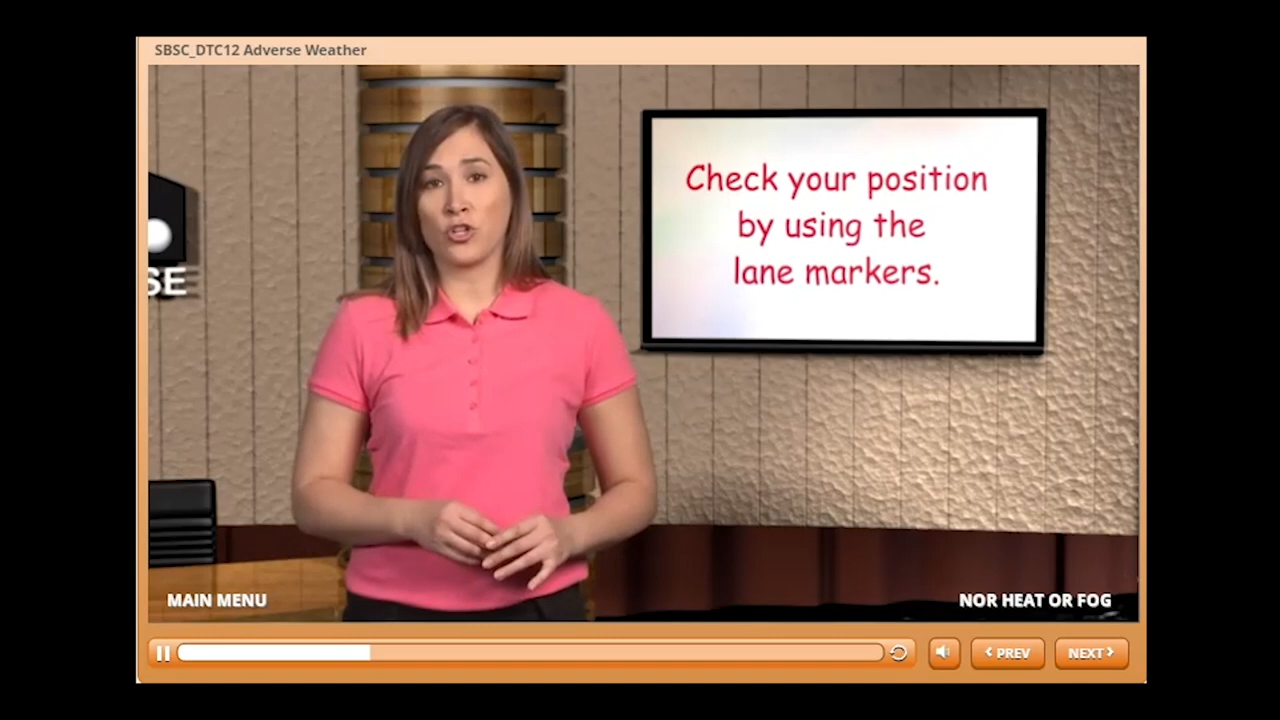 SBSC_DTC12 Adverse Weather
Check your position
by using the
lane markers.
SE
MAIN MENU
NOR HEAT OR FOG
PREV
NEXT